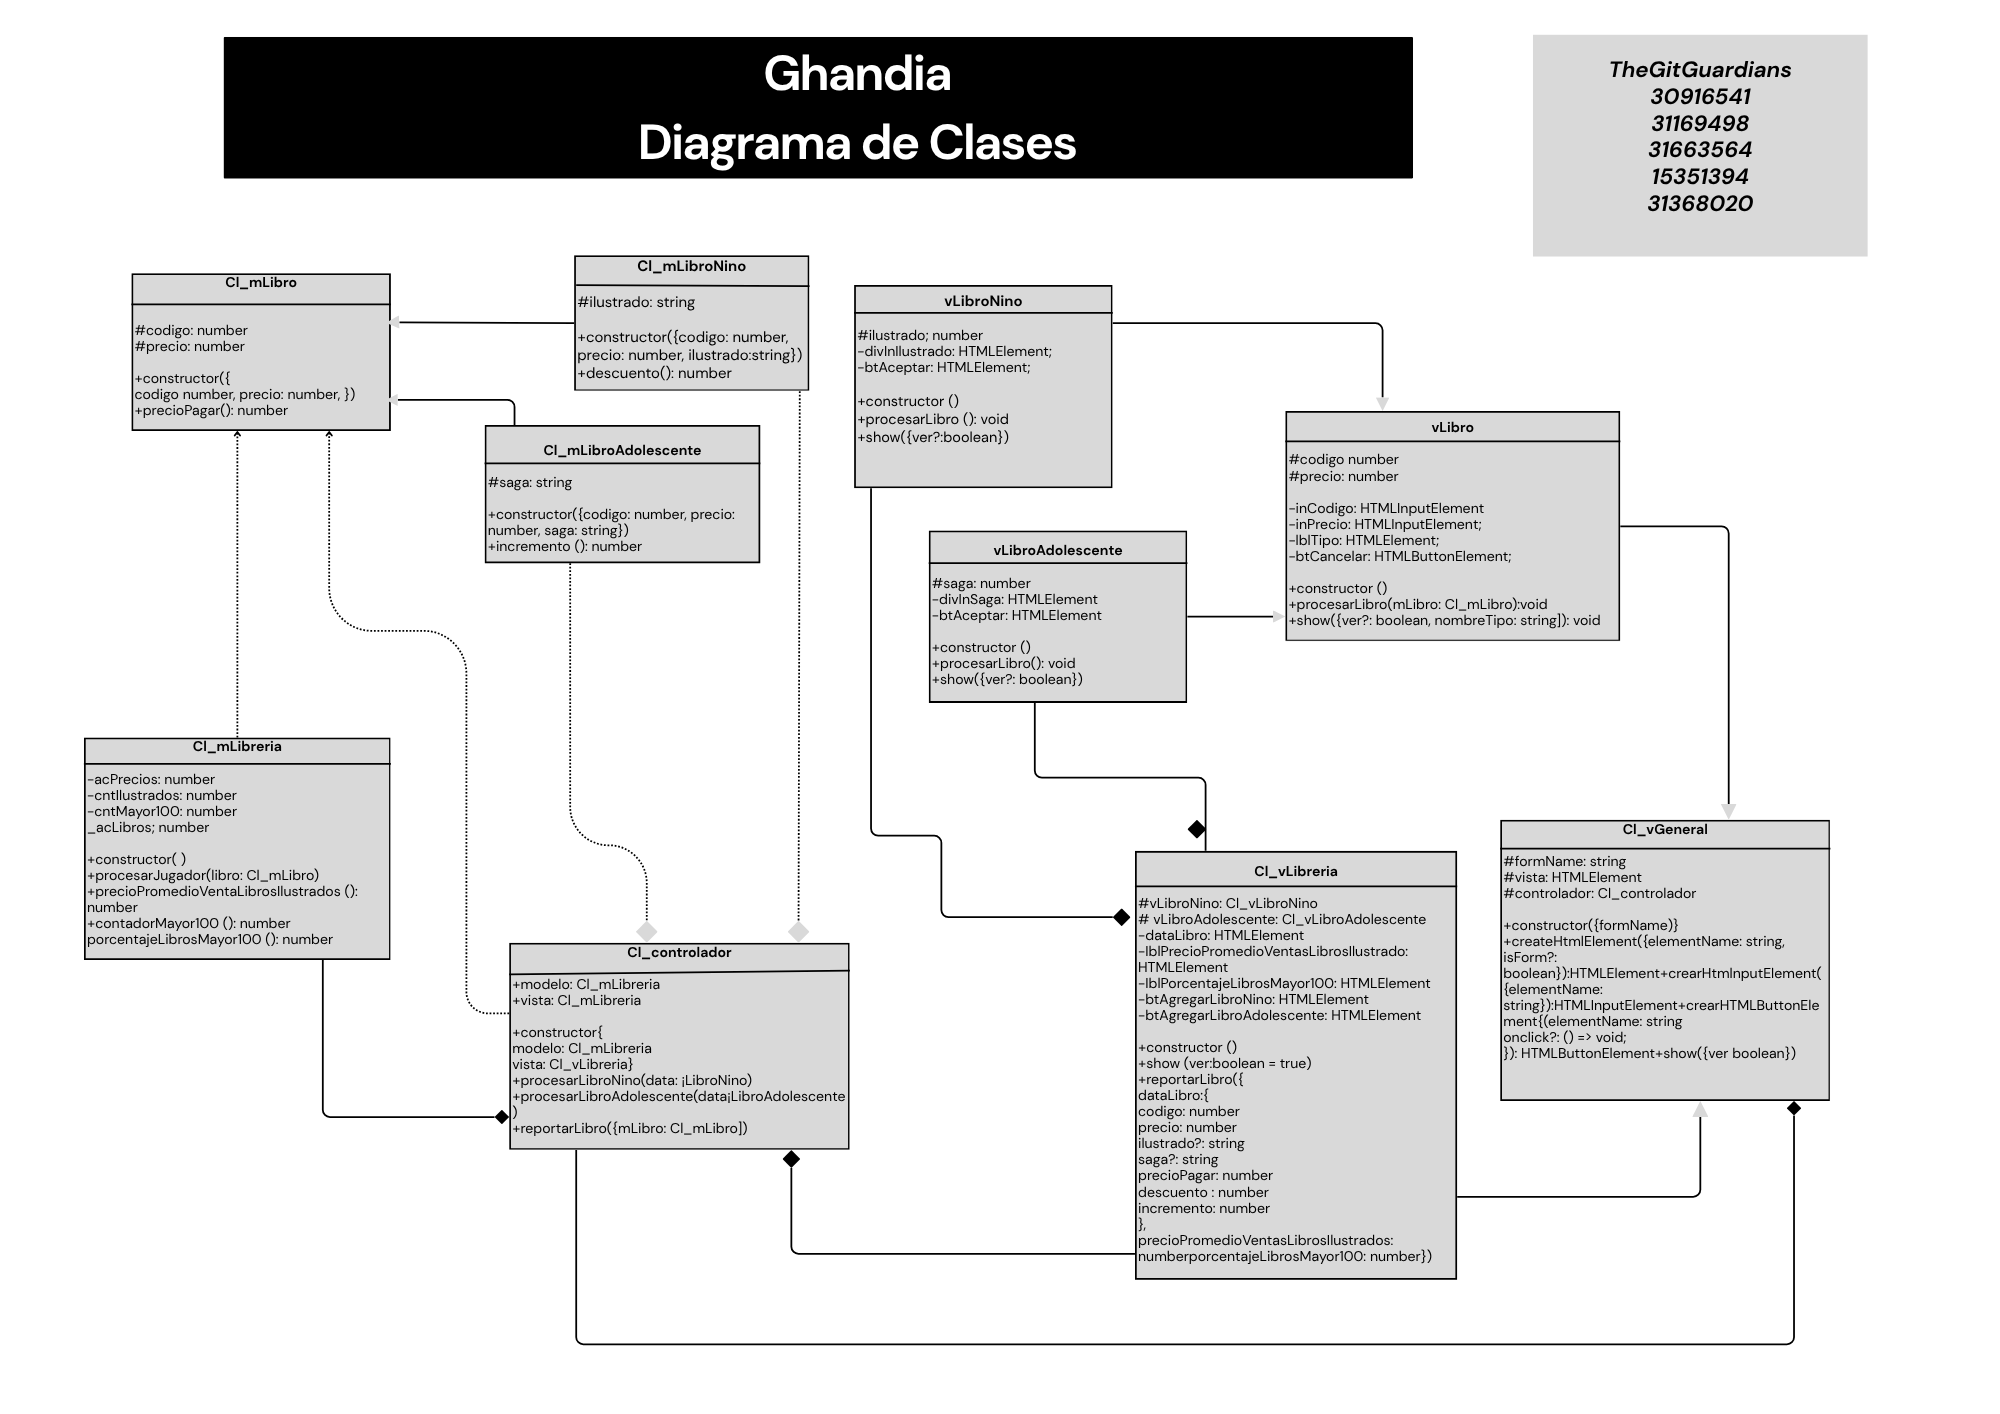 Ghandia
Diagrama de Clases
TheGitGuardians
30916541
31169498
31663564
15351394
31368020
Cl_mLibro
#codigo: number
#precio: number
+constructor({
codigo number, precio: number, })
+precioPagar(): number
Cl_mLibroNino
#ilustrado: string
+constructor({codigo: number,
precio: number, ilustrado:string})
+descuento(): number
Cl_mLibroAdolescente
#saga: string
+constructor({codigo: number, precio:
number, saga: string})
+incremento (): number
vLibroNino
#ilustrado; number
-divInIlustrado: HTMLElement;
-btAceptar: HTMLElement;
+constructor ()
+procesarLibro (): void
+show({ver?:boolean})
vLibro
#codigo number
#precio: number
-inCodigo: HTMLInputElement
-inPrecio: HTMLInputElement;
-lblTipo: HTMLElement;
-btCancelar: HTMLButtonElement;
+constructor ()
+procesarLibro(mLibro: Cl_mLibro):void
+show({ver?: boolean, nombreTipo: string]): void
vLibroAdolescente
#saga: number
-divInSaga: HTMLElement
-btAceptar: HTMLElement
+constructor ()
+procesarLibro(): void
+show({ver?: boolean})
Cl_mLibreria
-acPrecios: number
-cntIlustrados: number
-cntMayor100: number
_acLibros; number
+constructor( )
+procesarJugador(libro: Cl_mLibro)
+precioPromedioVentaLibrosIlustrados ():
number
+contadorMayor100 (): number
porcentajeLibrosMayor100 (): number
Cl_controlador
+modelo: Cl_mLibreria
+vista: Cl_mLibreria
+constructor{
modelo: Cl_mLibreria
vista: Cl_vLibreria}
+procesarLibroNino(data: ¡LibroNino)
+procesarLibroAdolescente(data¡LibroAdolescente
)
+reportarLibro({mLibro: Cl_mLibro])
Cl_vLibreria
#vLibroNino: Cl_vLibroNino
# vLibroAdolescente: Cl_vLibroAdolescente
-dataLibro: HTMLElement
-lblPrecioPromedioVentasLibrosIlustrado:
HTMLElement
-lblPorcentajeLibrosMayor100: HTMLElement
-btAgregarLibroNino: HTMLElement
-btAgregarLibroAdolescente: HTMLElement
+constructor ()
+show (ver:boolean = true)
+reportarLibro({
dataLibro:{
codigo: number
precio: number
ilustrado?: string
saga?: string
precioPagar: number
descuento : number
incremento: number
},
precioPromedioVentasLibrosIlustrados:
numberporcentajeLibrosMayor100: number})
Cl_vGeneral
#formName: string
#vista: HTMLElement
#controlador: Cl_controlador
+constructor({formName)}
+createHtmlElement({elementName: string,
isForm?:
boolean}):HTMLElement+crearHtmlnputElement(
{elementName:
string}):HTMLInputElement+crearHTMLButtonEle
ment{(elementName: string
onclick?: () => void;
}): HTMLButtonElement+show({ver boolean})